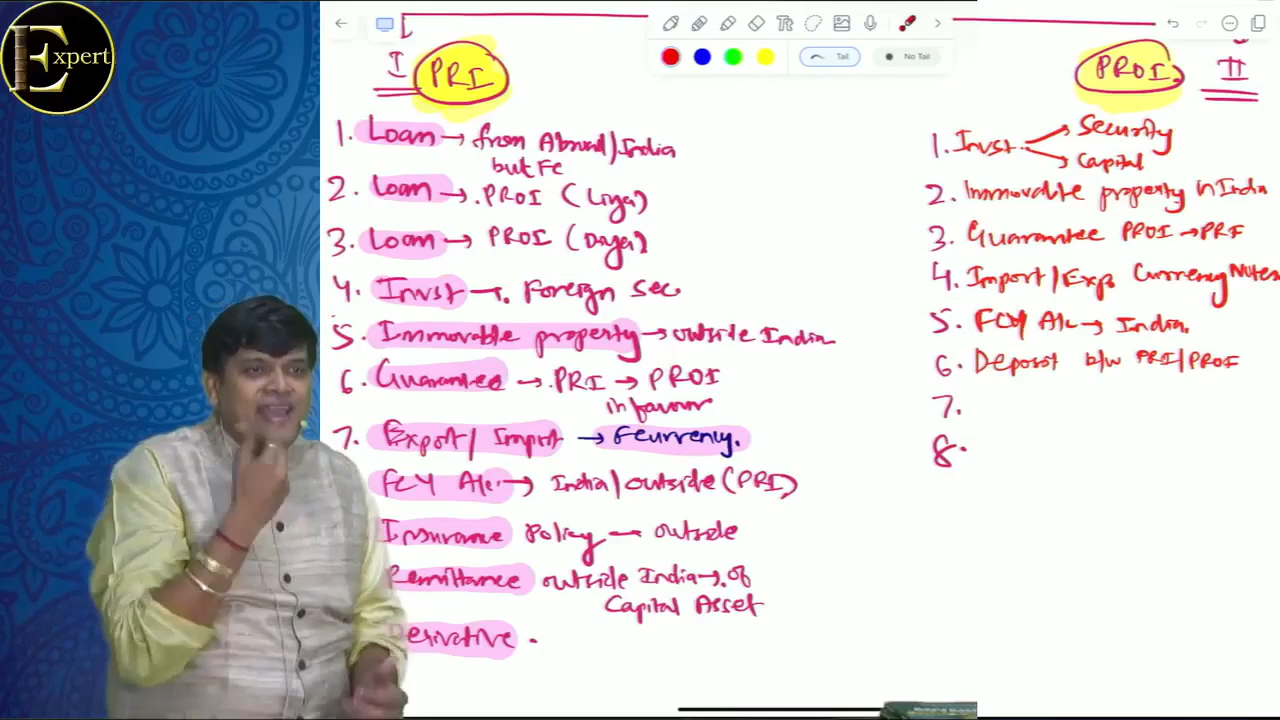 Expert
Tail
No Tail
I PRI
1. Loan → from Abroad/India
but FE
2. Loan → PROI (Liya)
3. Loan → PROI (Diya)
4. Invst → Foreign Sec
5. Immovable property → outside India
6. Guarantee → PRI → PROI
in favour
7. Export/Import → Fcurrency.
FCY A/c → India/outside (PRI)
Insurance policy — outside
Remittance outside India → of
Capital Asset
Derivative .
PROI II
1. Invst. → Security
→ Capital
2. Immovable property in India
3. Guarantee PROI → PRI
4. Import/Exp Currency Notes
5. FCY A/c → India.
6. Deposit b/w PRI/PROI
7.
8.